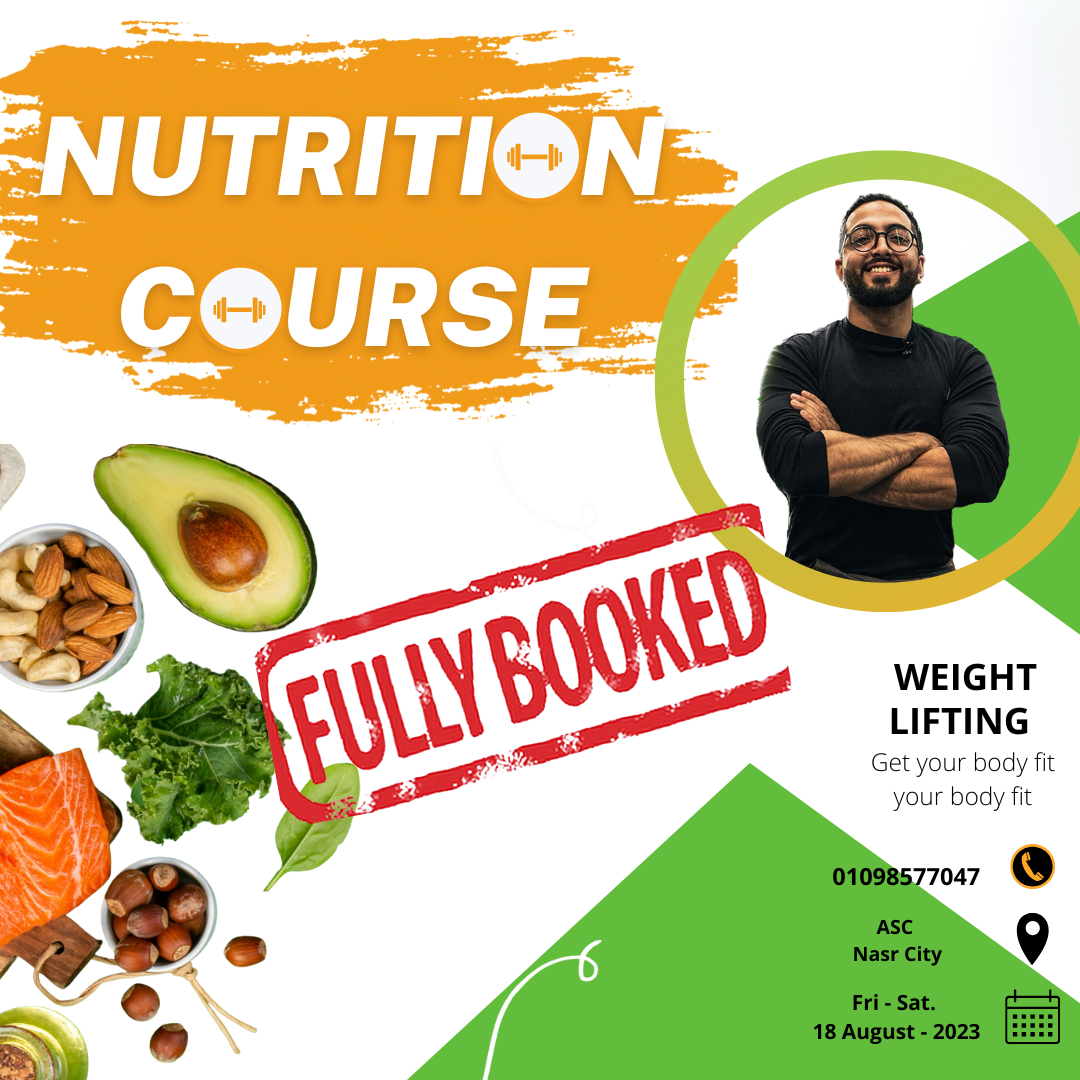 NUTRITION
COURSE
FULLY BOOKED
WEIGHT
LIFTING
Get your body fit
your body fit
01098577047
ASC
Nasr City
Fri - Sat.
18 August - 2023